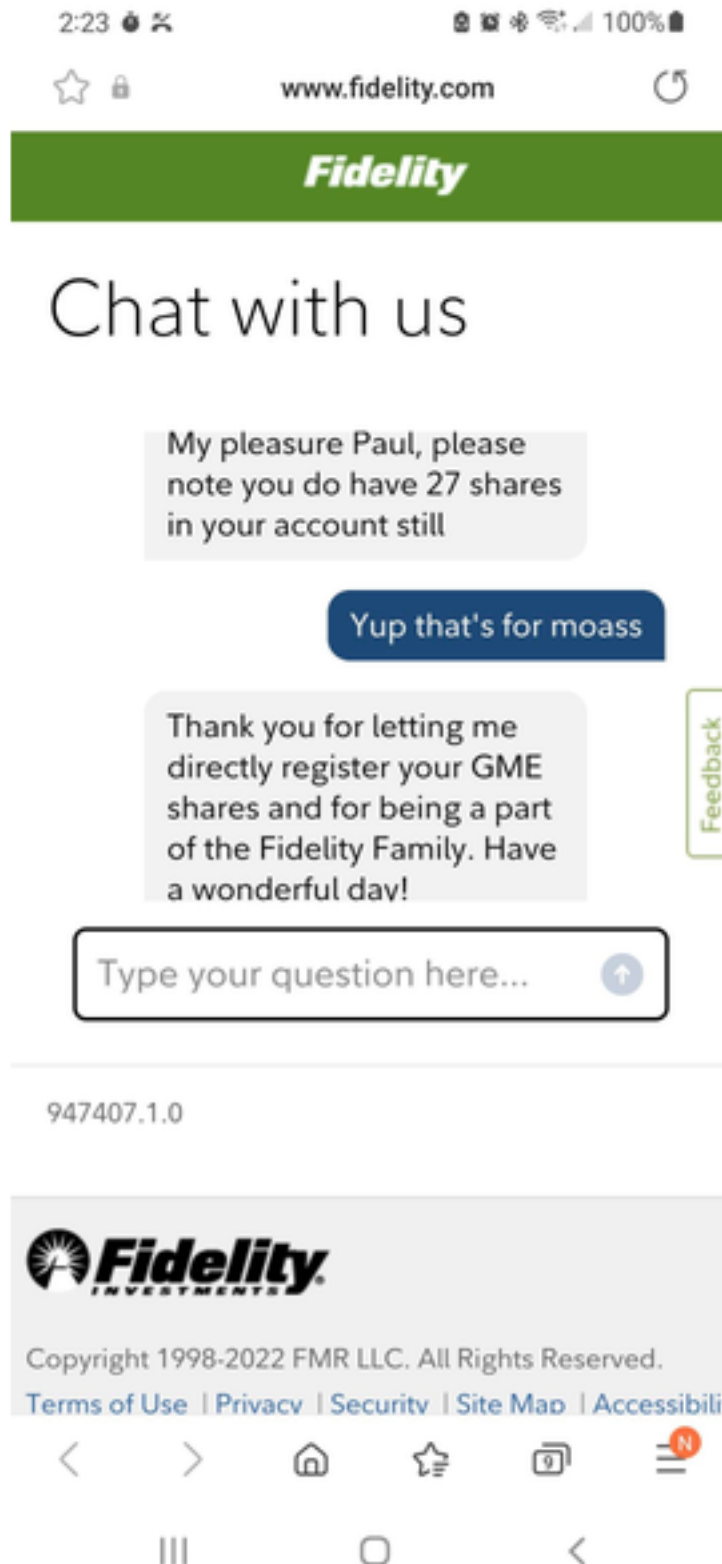 2:23 100%
www.fidelity.com
Fidelity
Chat with us
My pleasure Paul, please
note you do have 27 shares
in your account still
Yup that's for moass
Thank you for letting me
directly register your GME
shares and for being a part
of the Fidelity Family. Have
a wonderful day!
Feedback
Type your question here...
947407.1.0
Fidelity
INVESTMENTS
Copyright 1998-2022 FMR LLC. All Rights Reserved.
Terms of Use | Privacy | Security | Site Map | Accessibili
9
N